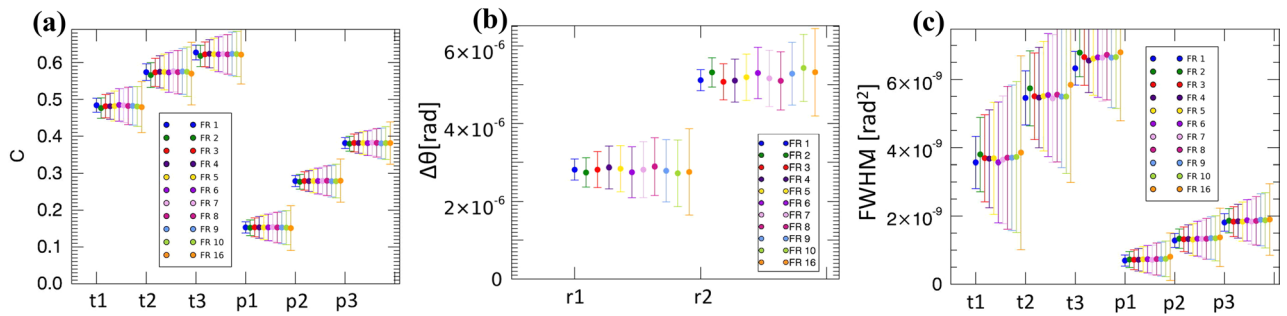 (a)
C
0.6
0.5
0.4
0.3
0.2
0.1
0.0
t1 t2 t3 p1 p2 p3
FR 1
FR 2
FR 3
FR 4
FR 5
FR 6
FR 7
FR 8
FR 9
FR 10
FR 16
(b)
Δθ[rad]
6×10⁻⁶
4×10⁻⁶
2×10⁻⁶
0
r1 r2
FR 1
FR 2
FR 3
FR 4
FR 5
FR 6
FR 7
FR 8
FR 9
FR 10
FR 16
(c)
FWHM [rad²]
6×10⁻⁹
4×10⁻⁹
2×10⁻⁹
0
t1 t2 t3 p1 p2 p3
FR 1
FR 2
FR 3
FR 4
FR 5
FR 6
FR 7
FR 8
FR 9
FR 10
FR 16